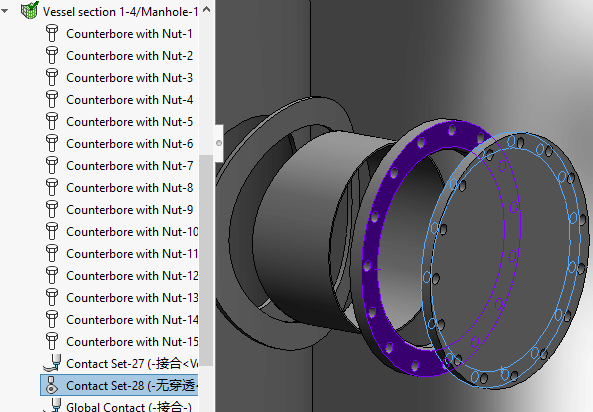 Vessel section 1-4/Manhole-1
Counterbore with Nut-1
Counterbore with Nut-2
Counterbore with Nut-3
Counterbore with Nut-4
Counterbore with Nut-5
Counterbore with Nut-6
Counterbore with Nut-7
Counterbore with Nut-8
Counterbore with Nut-9
Counterbore with Nut-10
Counterbore with Nut-11
Counterbore with Nut-12
Counterbore with Nut-13
Counterbore with Nut-14
Counterbore with Nut-15
Contact Set-27 (-接合<Ve
Contact Set-28 (-无穿透<
Global Contact (-接合-)